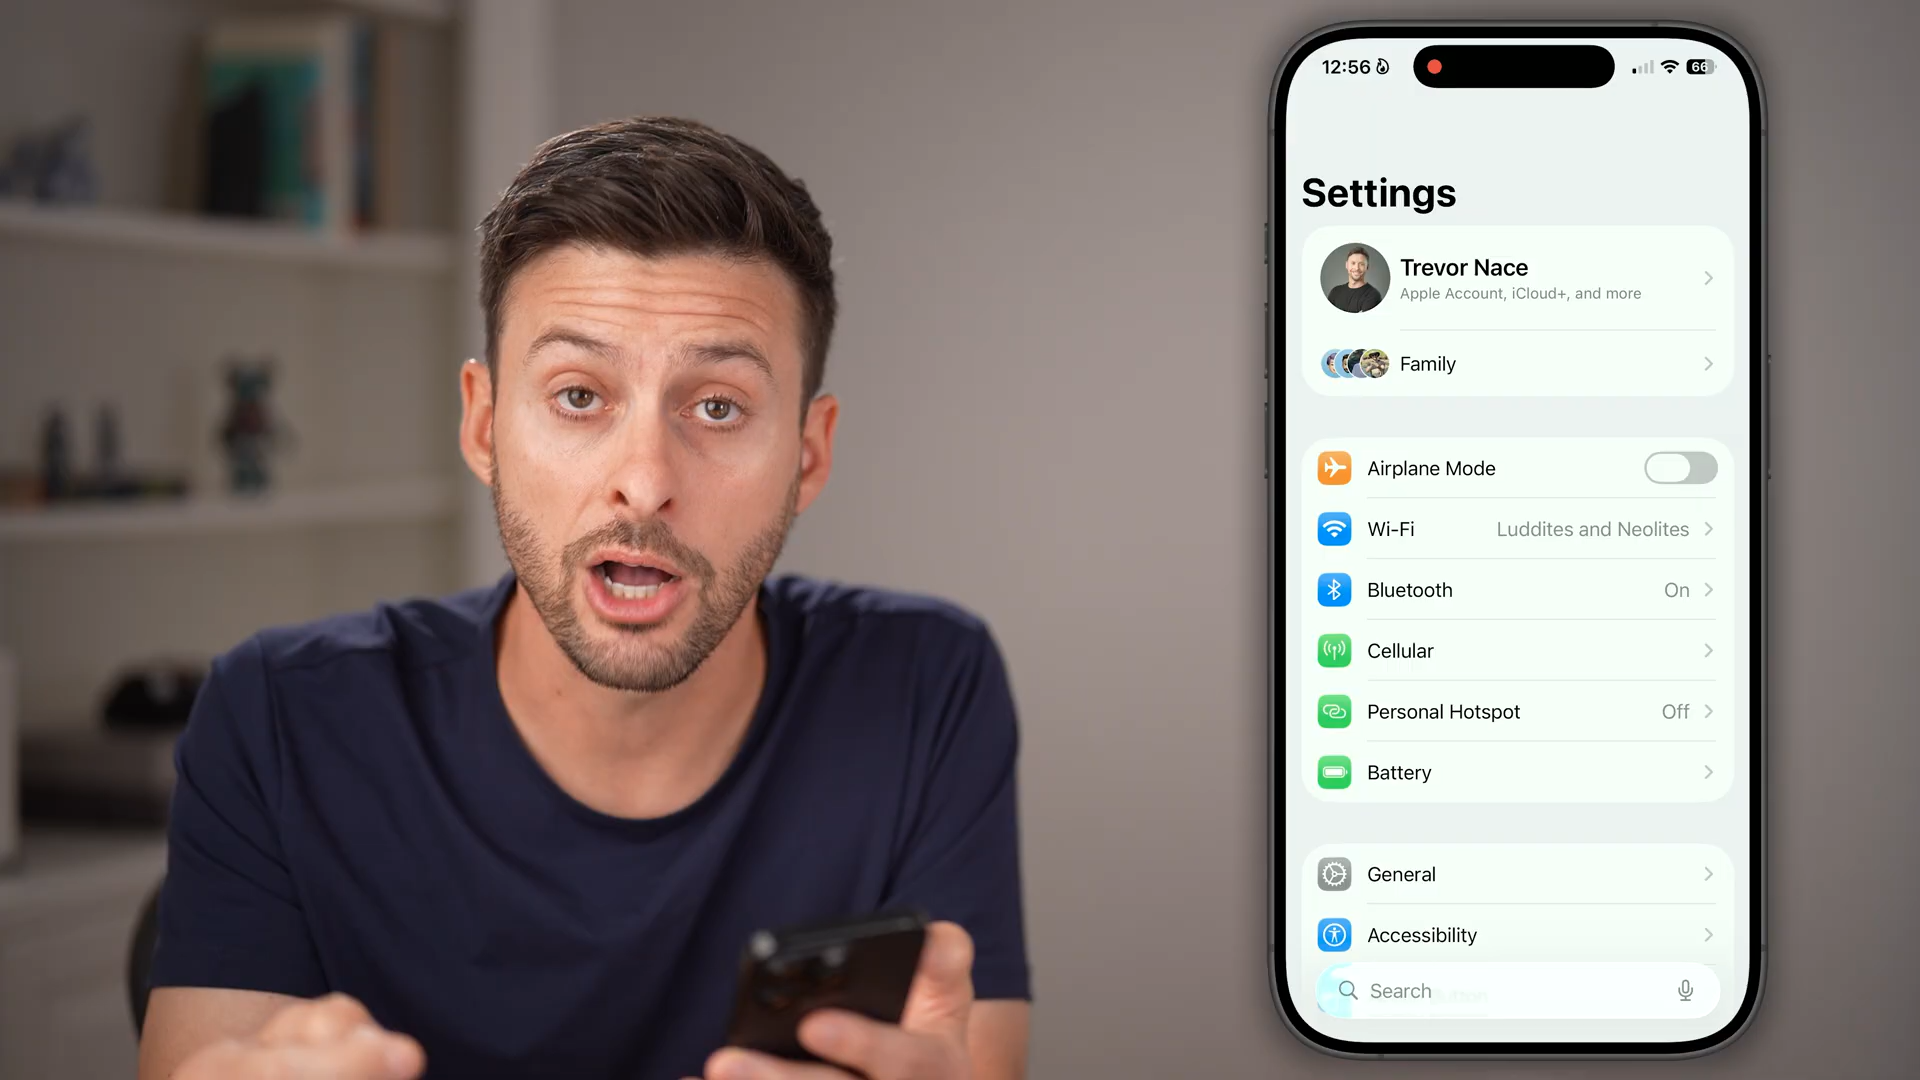 12:56
66
Settings
Trevor Nace
Apple Account, iCloud+, and more
Family
Airplane Mode
Wi-Fi Luddites and Neolites
Bluetooth On
Cellular
Personal Hotspot Off
Battery
General
Accessibility
Search